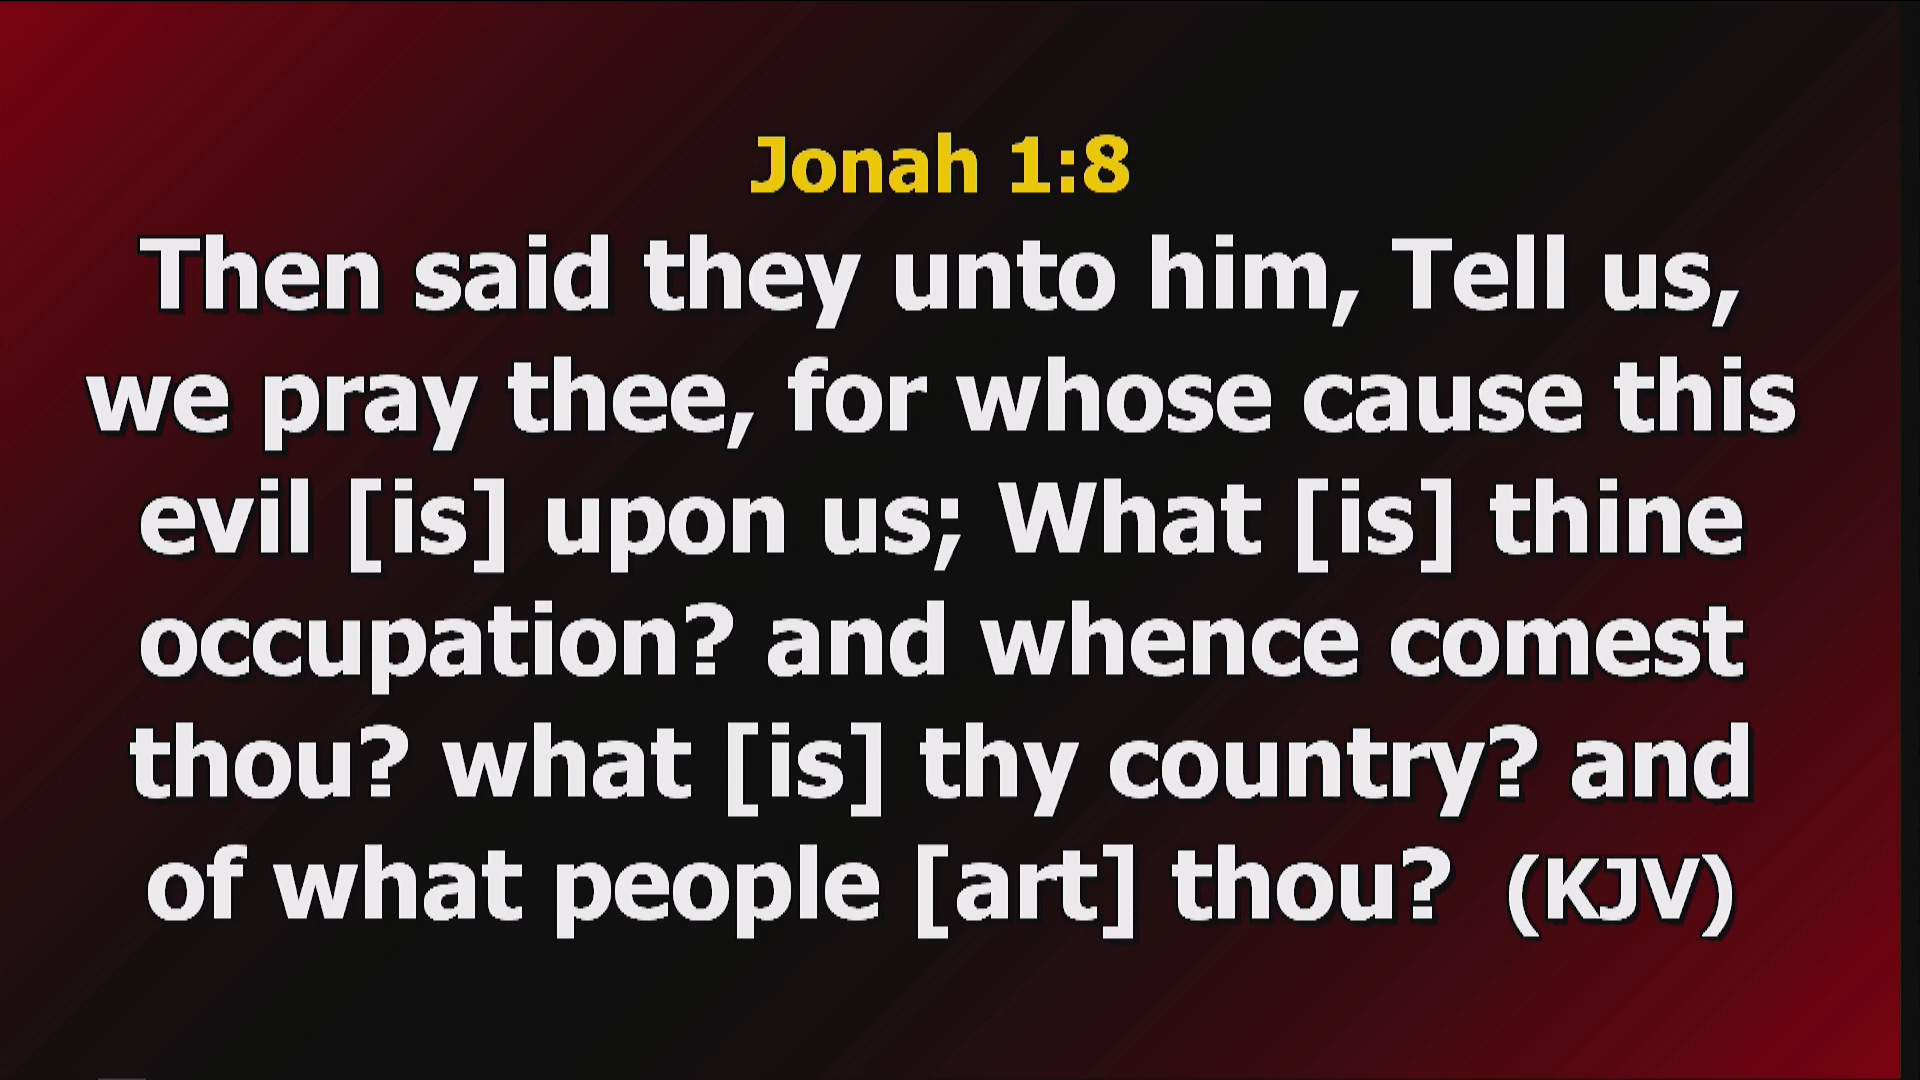 Jonah 1:8
Then said they unto him, Tell us,
we pray thee, for whose cause this
evil [is] upon us; What [is] thine
occupation? and whence comest
thou? what [is] thy country? and
of what people [art] thou?  (KJV)